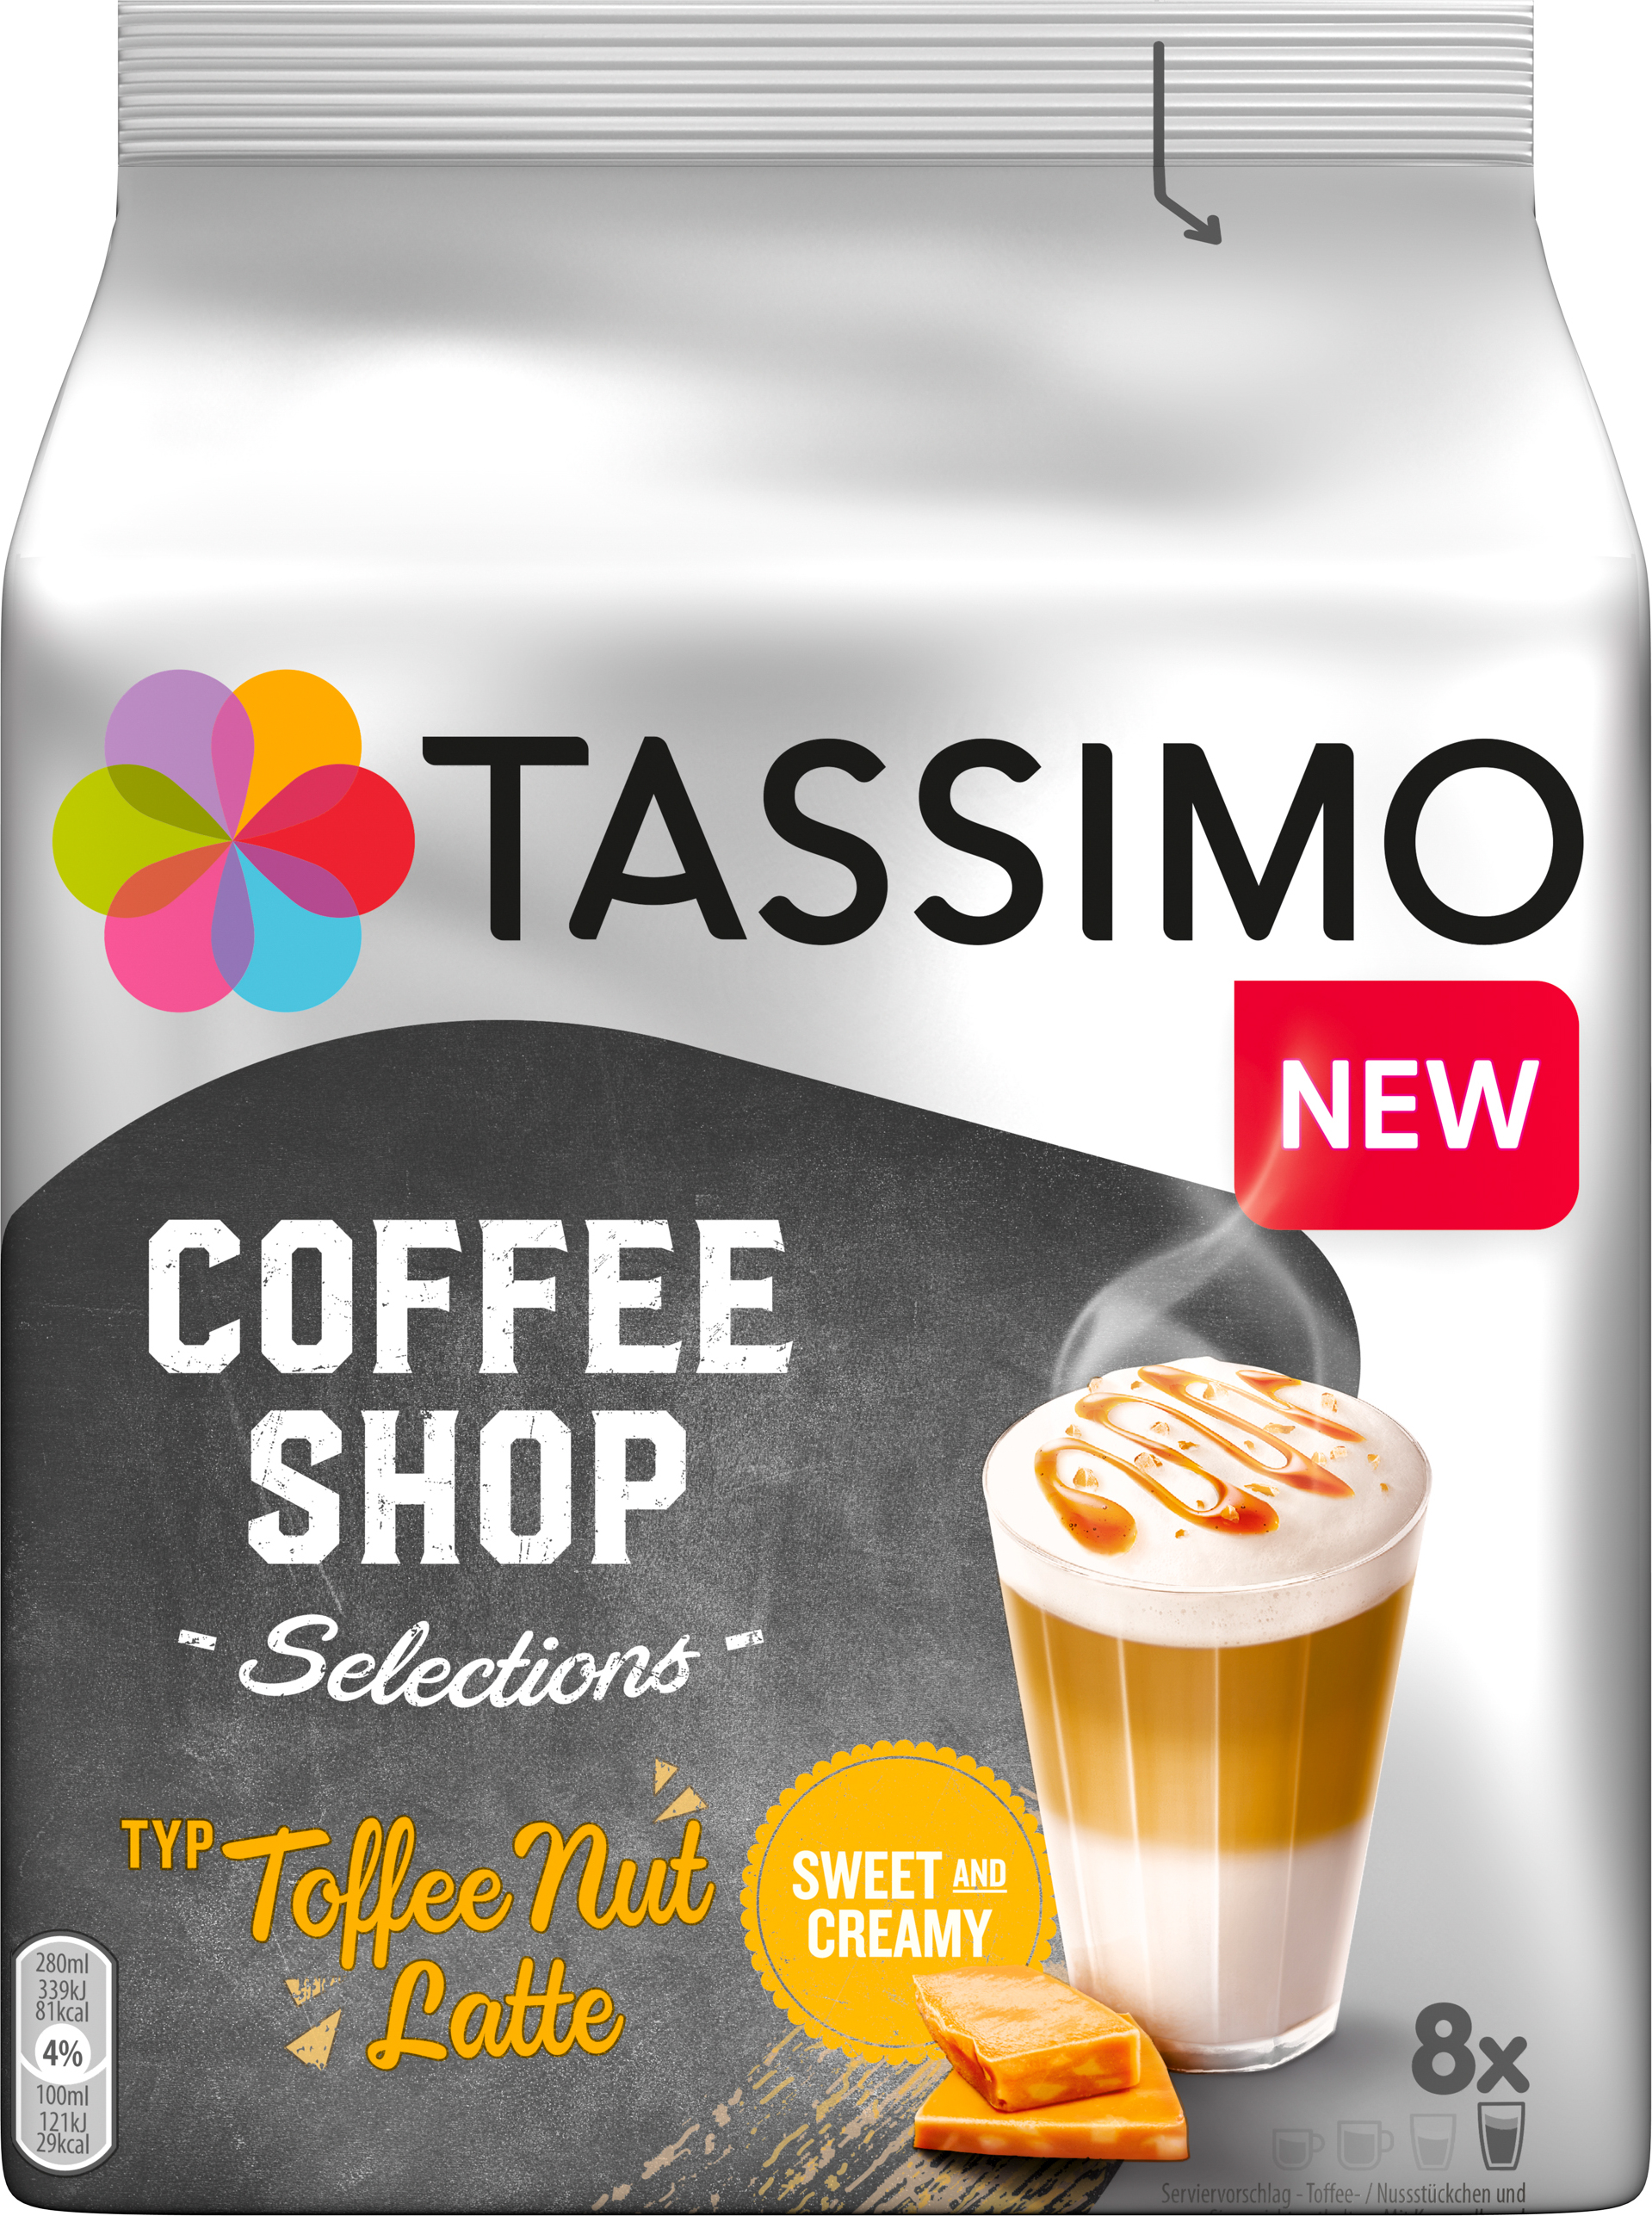 TASSIMO
NEW
COFFEE
SHOP
- Selections -
TYP Toffee Nut
Latte
SWEET AND
CREAMY
280ml
339kJ
81kcal
4%
100ml
121kJ
29kcal
8x
Serviervorschlag - Toffee- / Nussstückchen und